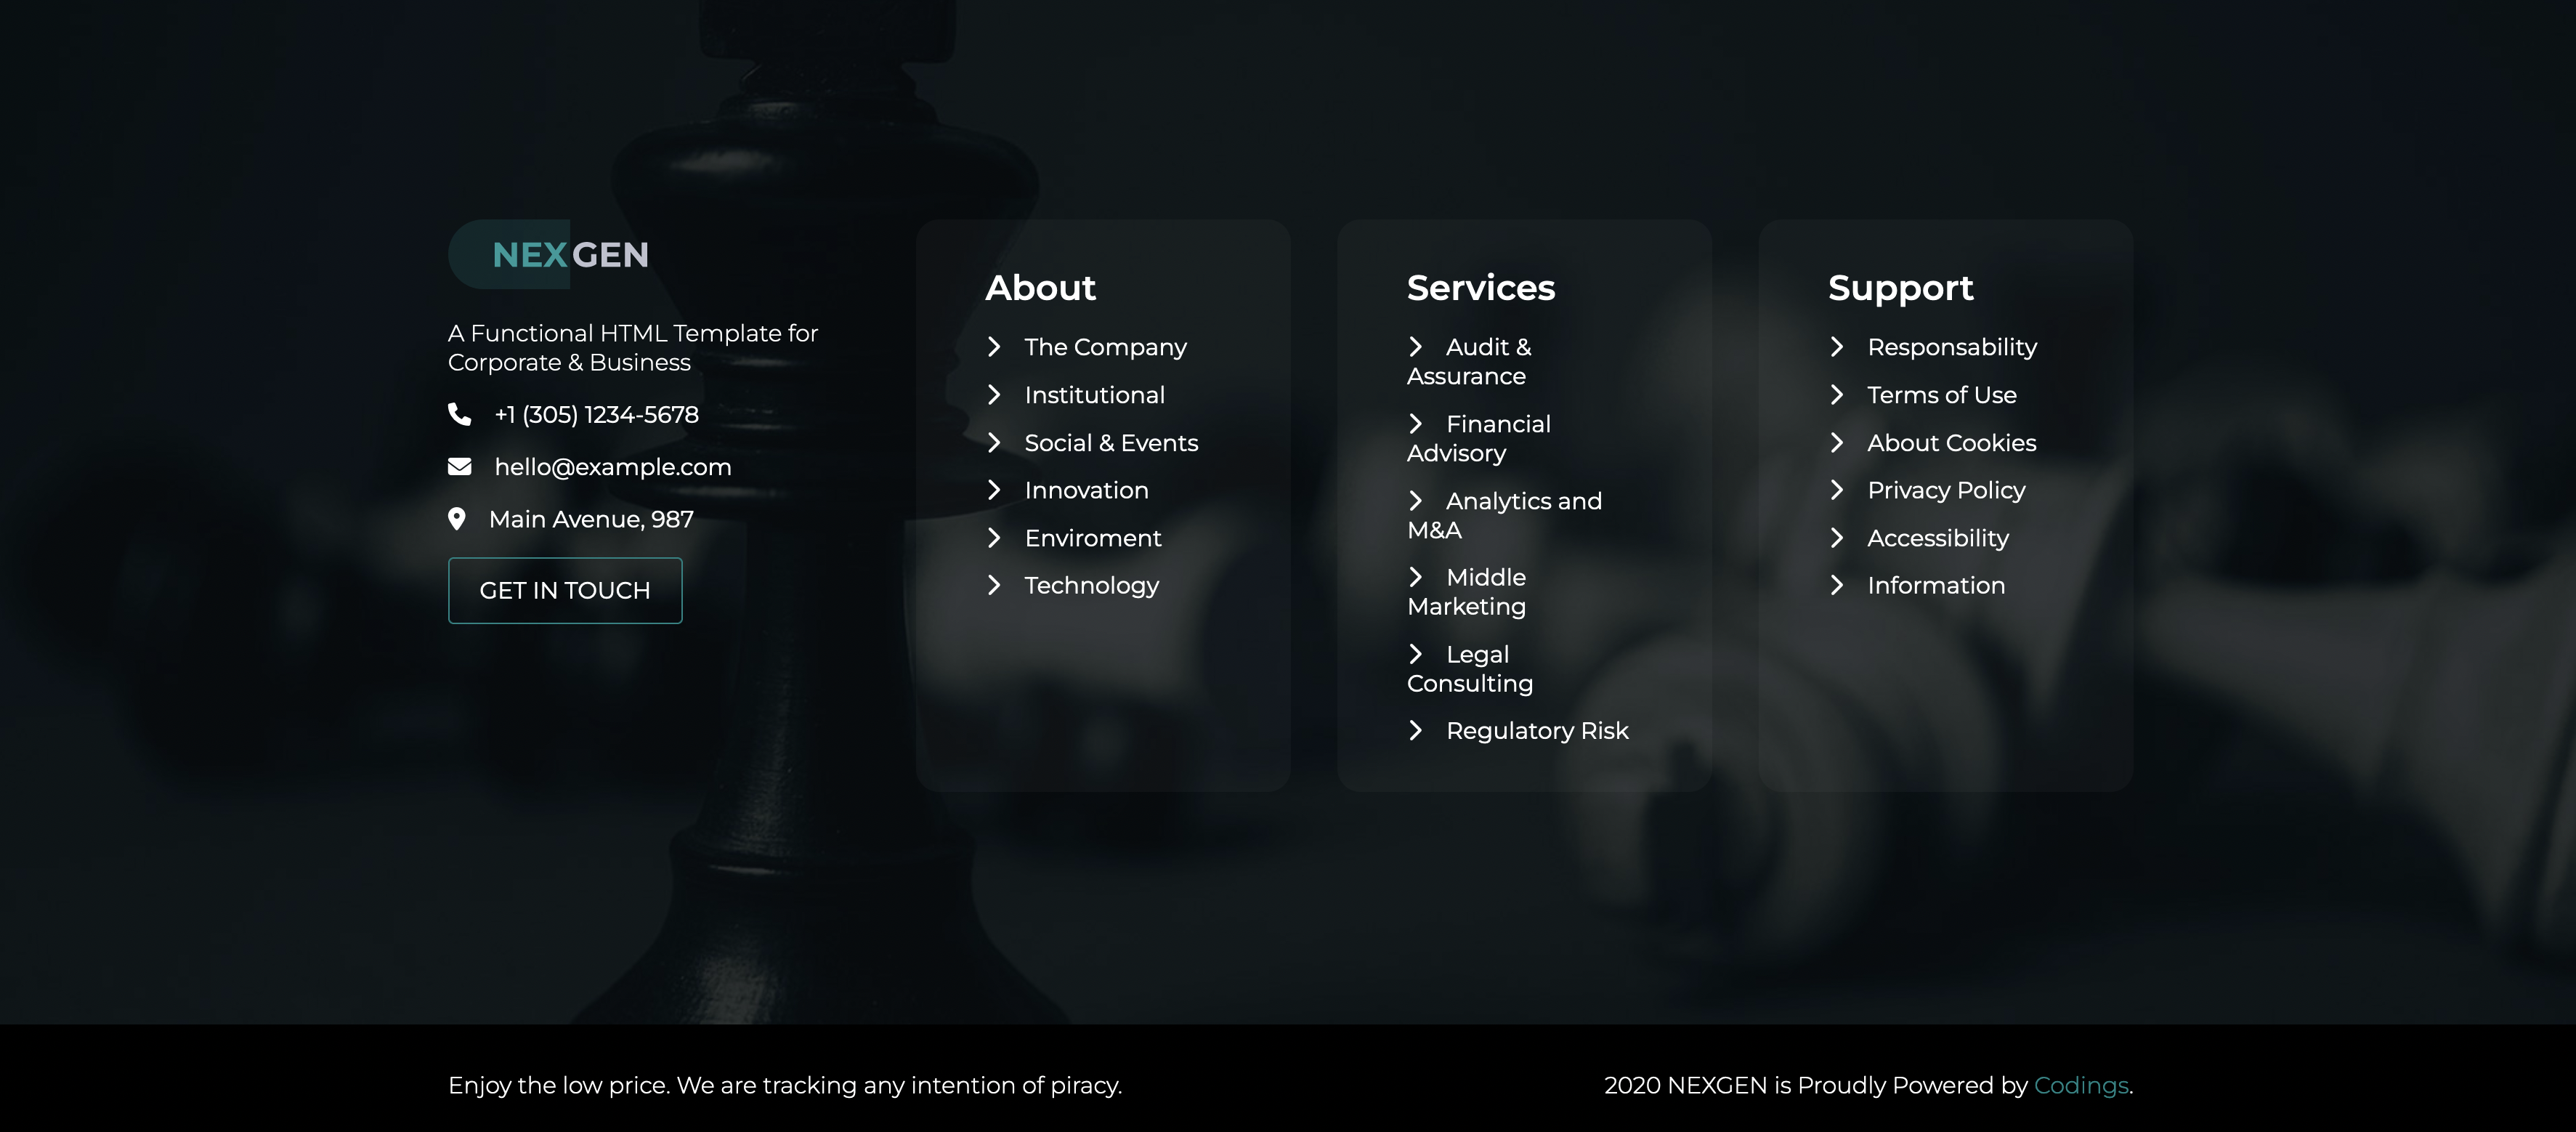 NEXGEN
A Functional HTML Template for
Corporate & Business
+1 (305) 1234-5678
hello@example.com
Main Avenue, 987
GET IN TOUCH
About
The Company
Institutional
Social & Events
Innovation
Enviroment
Technology
Services
Audit &
Assurance
Financial
Advisory
Analytics and
M&A
Middle
Marketing
Legal
Consulting
Regulatory Risk
Support
Responsability
Terms of Use
About Cookies
Privacy Policy
Accessibility
Information
Enjoy the low price. We are tracking any intention of piracy.
2020 NEXGEN is Proudly Powered by Codings.